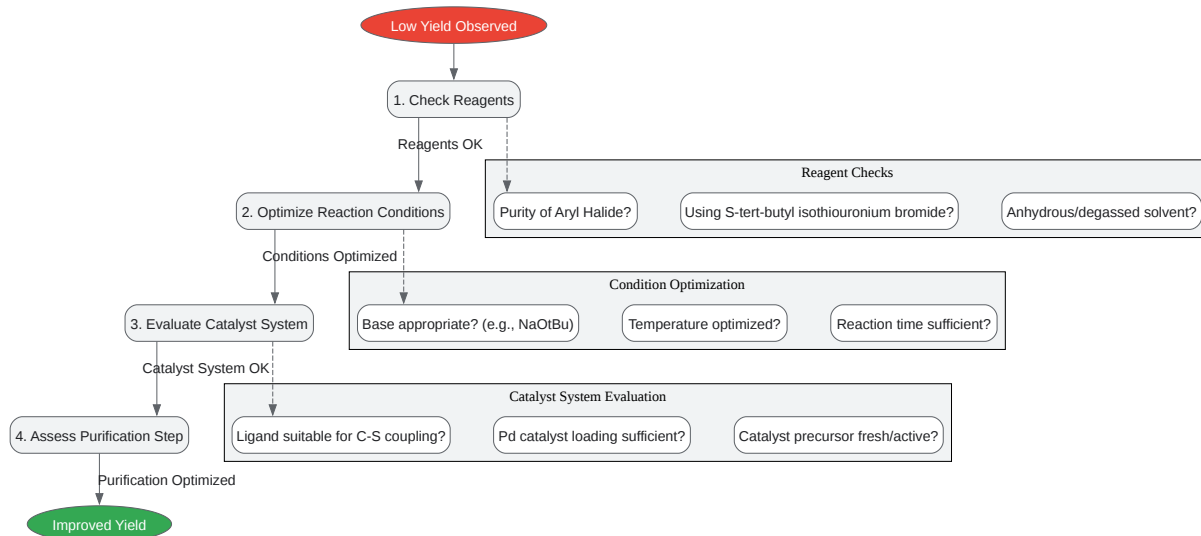 Low Yield Observed
1. Check Reagents
Reagents OK
Reagent Checks
Purity of Aryl Halide?
Using S-tert-butyl isothiouronium bromide?
Anhydrous/degassed solvent?
2. Optimize Reaction Conditions
Conditions Optimized
Condition Optimization
Base appropriate? (e.g., NaOtBu)
Temperature optimized?
Reaction time sufficient?
3. Evaluate Catalyst System
Catalyst System OK
Catalyst System Evaluation
Ligand suitable for C-S coupling?
Pd catalyst loading sufficient?
Catalyst precursor fresh/active?
4. Assess Purification Step
Purification Optimized
Improved Yield